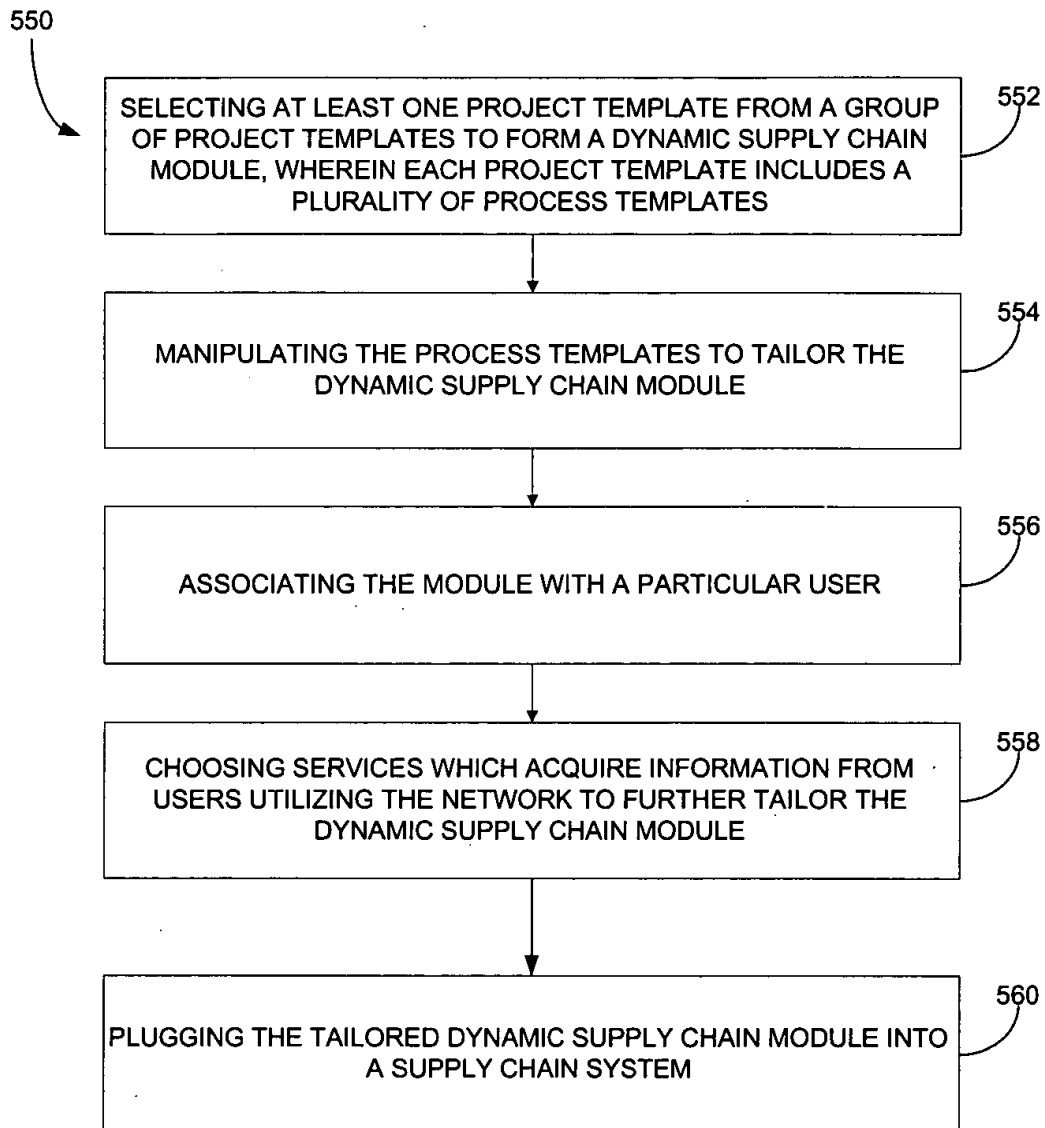 550
SELECTING AT LEAST ONE PROJECT TEMPLATE FROM A GROUP
OF PROJECT TEMPLATES TO FORM A DYNAMIC SUPPLY CHAIN
MODULE, WHEREIN EACH PROJECT TEMPLATE INCLUDES A
PLURALITY OF PROCESS TEMPLATES
552
MANIPULATING THE PROCESS TEMPLATES TO TAILOR THE
DYNAMIC SUPPLY CHAIN MODULE
554
ASSOCIATING THE MODULE WITH A PARTICULAR USER
556
CHOOSING SERVICES WHICH ACQUIRE INFORMATION FROM
USERS UTILIZING THE NETWORK TO FURTHER TAILOR THE
DYNAMIC SUPPLY CHAIN MODULE
558
PLUGGING THE TAILORED DYNAMIC SUPPLY CHAIN MODULE INTO
A SUPPLY CHAIN SYSTEM
560